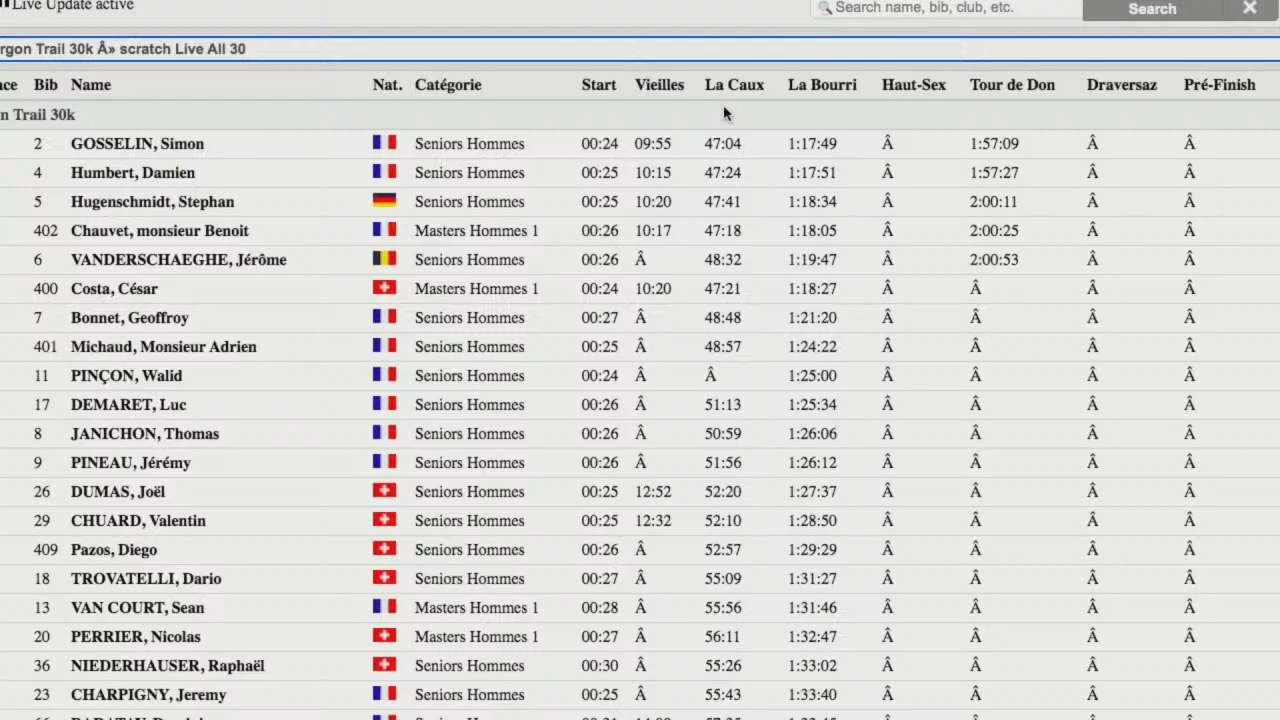 Live Update active
Search name, bib, club, etc. Search ✕
rgon Trail 30k Â» scratch Live All 30
ce Bib Name Nat. Catégorie Start Vieilles La Caux La Bourri Haut-Sex Tour de Don Draversaz Pré-Finish
n Trail 30k
2 GOSSELIN, Simon Seniors Hommes 00:24 09:55 47:04 1:17:49 Â 1:57:09 Â Â
4 Humbert, Damien Seniors Hommes 00:25 10:15 47:24 1:17:51 Â 1:57:27 Â Â
5 Hugenschmidt, Stephan Seniors Hommes 00:25 10:20 47:41 1:18:34 Â 2:00:11 Â Â
402 Chauvet, monsieur Benoit Masters Hommes 1 00:26 10:17 47:18 1:18:05 Â 2:00:25 Â Â
6 VANDERSCHAEGHE, Jérôme Seniors Hommes 00:26 Â 48:32 1:19:47 Â 2:00:53 Â Â
400 Costa, César Masters Hommes 1 00:24 10:20 47:21 1:18:27 Â Â Â Â
7 Bonnet, Geoffroy Seniors Hommes 00:27 Â 48:48 1:21:20 Â Â Â Â
401 Michaud, Monsieur Adrien Seniors Hommes 00:25 Â 48:57 1:24:22 Â Â Â Â
11 PINÇON, Walid Seniors Hommes 00:24 Â Â 1:25:00 Â Â Â Â
17 DEMARET, Luc Seniors Hommes 00:26 Â 51:13 1:25:34 Â Â Â Â
8 JANICHON, Thomas Seniors Hommes 00:26 Â 50:59 1:26:06 Â Â Â Â
9 PINEAU, Jérémy Seniors Hommes 00:26 Â 51:56 1:26:12 Â Â Â Â
26 DUMAS, Joël Seniors Hommes 00:25 12:52 52:20 1:27:37 Â Â Â Â
29 CHUARD, Valentin Seniors Hommes 00:25 12:32 52:10 1:28:50 Â Â Â Â
409 Pazos, Diego Seniors Hommes 00:26 Â 52:57 1:29:29 Â Â Â Â
18 TROVATELLI, Dario Seniors Hommes 00:27 Â 55:09 1:31:27 Â Â Â Â
13 VAN COURT, Sean Masters Hommes 1 00:28 Â 55:56 1:31:46 Â Â Â Â
20 PERRIER, Nicolas Masters Hommes 1 00:27 Â 56:11 1:32:47 Â Â Â Â
36 NIEDERHAUSER, Raphaël Seniors Hommes 00:30 Â 55:26 1:33:02 Â Â Â Â
23 CHARPIGNY, Jeremy Seniors Hommes 00:25 Â 55:43 1:33:40 Â Â Â Â